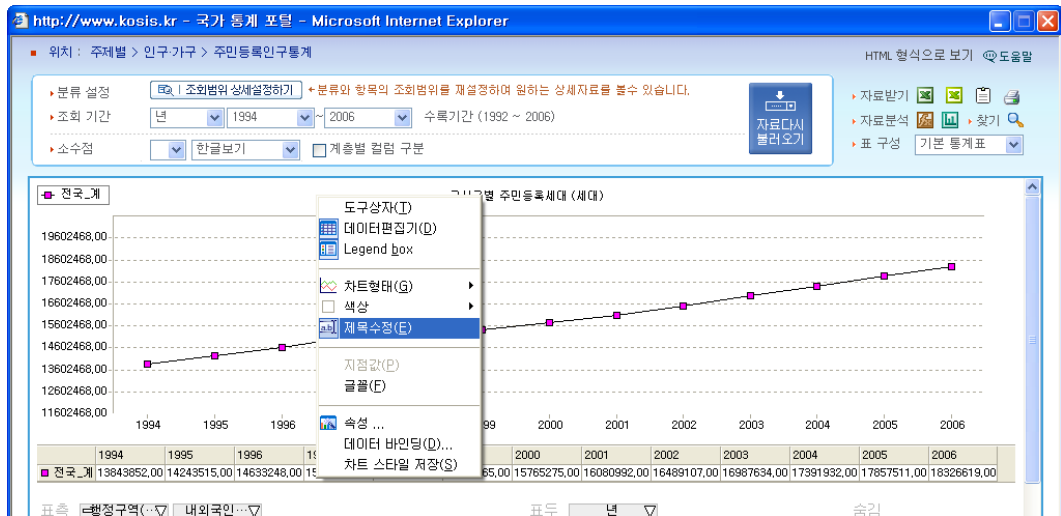 http://www.kosis.kr - 국가 통계 포털 - Microsoft Internet Explorer
위치 : 주제별 > 인구·가구 > 주민등록인구통계
HTML 형식으로 보기 도움말
분류 설정 조회범위 상세설정하기 분류와 항목의 조회범위를 재설정하여 원하는 상세자료를 볼수 있습니다.
조회 기간 년 1994 ~ 2006 수록기간 (1992 ~ 2006)
소수점 한글보기 계층별 컬럼 구분
자료다시
불러오기
자료받기
자료분석 찾기
표 구성 기본 통계표
전국_계
별 주민등록세대 (세대)
도구상자(T)
데이터편집기(D)
Legend box
차트형태(G)
색상
제목수정(E)
지점값(P)
글꼴(F)
속성 ...
데이터 바인딩(D)...
차트 스타일 저장(S)
19602468,00
18602468,00
17602468,00
16602468,00
15602468,00
14602468,00
13602468,00
12602468,00
11602468,00
1994 1995 1996 99 2000 2001 2002 2003 2004 2005 2006
1994 1995 1996 2000 2001 2002 2003 2004 2005 2006
전국_계 13843852,00 14243515,00 14633248,00 15 65,00 15765275,00 16080992,00 16489107,00 16987634,00 17391932,00 17857511,00 18326619,00
표측 행정구역(··· 내외국인··· 표두 년 숨김